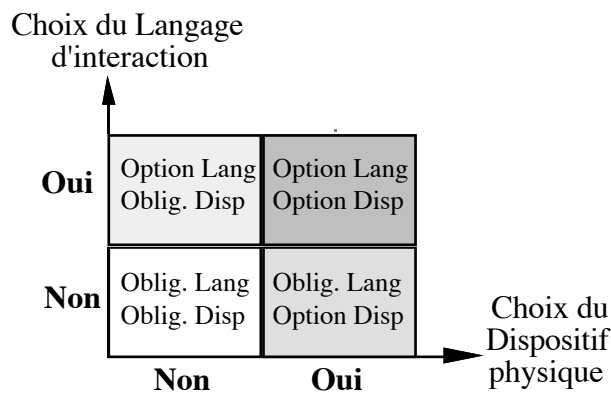 Choix du Langage
d'interaction
Oui
Option Lang
Oblig. Disp
Option Lang
Option Disp
Non
Oblig. Lang
Oblig. Disp
Oblig. Lang
Option Disp
Choix du
Dispositif
physique
Non
Oui